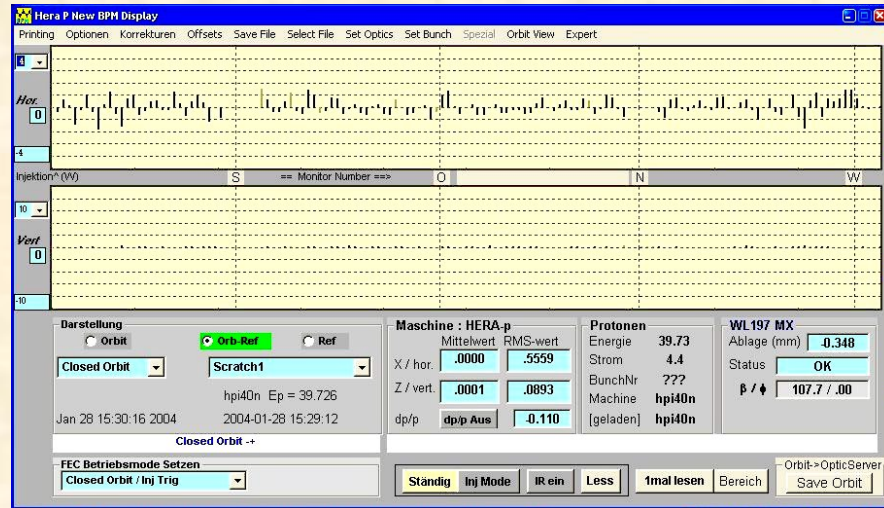 Hera P New BPM Display
Printing Optionen Korrekturen Offsets Save File Select File Set Optics Set Bunch Spezial Orbit View Expert
4
Hor.
0
-4
Injektion^ (W) S == Monitor Number ==> O N W
10
Vert
0
-10
Darstellung
Orbit Orb-Ref Ref
Closed Orbit Scratch1
hpi40n Ep = 39.726
Jan 28 15:30:16 2004 2004-01-28 15:29:12
Closed Orbit -+
Maschine : HERA-p
Mittelwert RMS-wert
X / hor. .0000 .5559
Z / vert. .0001 .0893
dp/p dp/p Aus -0.110
Protonen
Energie 39.73
Strom 4.4
BunchNr ???
Machine hpi40n
[geladen] hpi40n
WL197 MX
Ablage (mm) -0.348
Status OK
β / ϕ 107.7 / .00
FEC Betriebsmode Setzen
Closed Orbit / Inj Trig
Ständig Inj Mode IR ein Less 1mal lesen Bereich
Orbit->OpticServer
Save Orbit